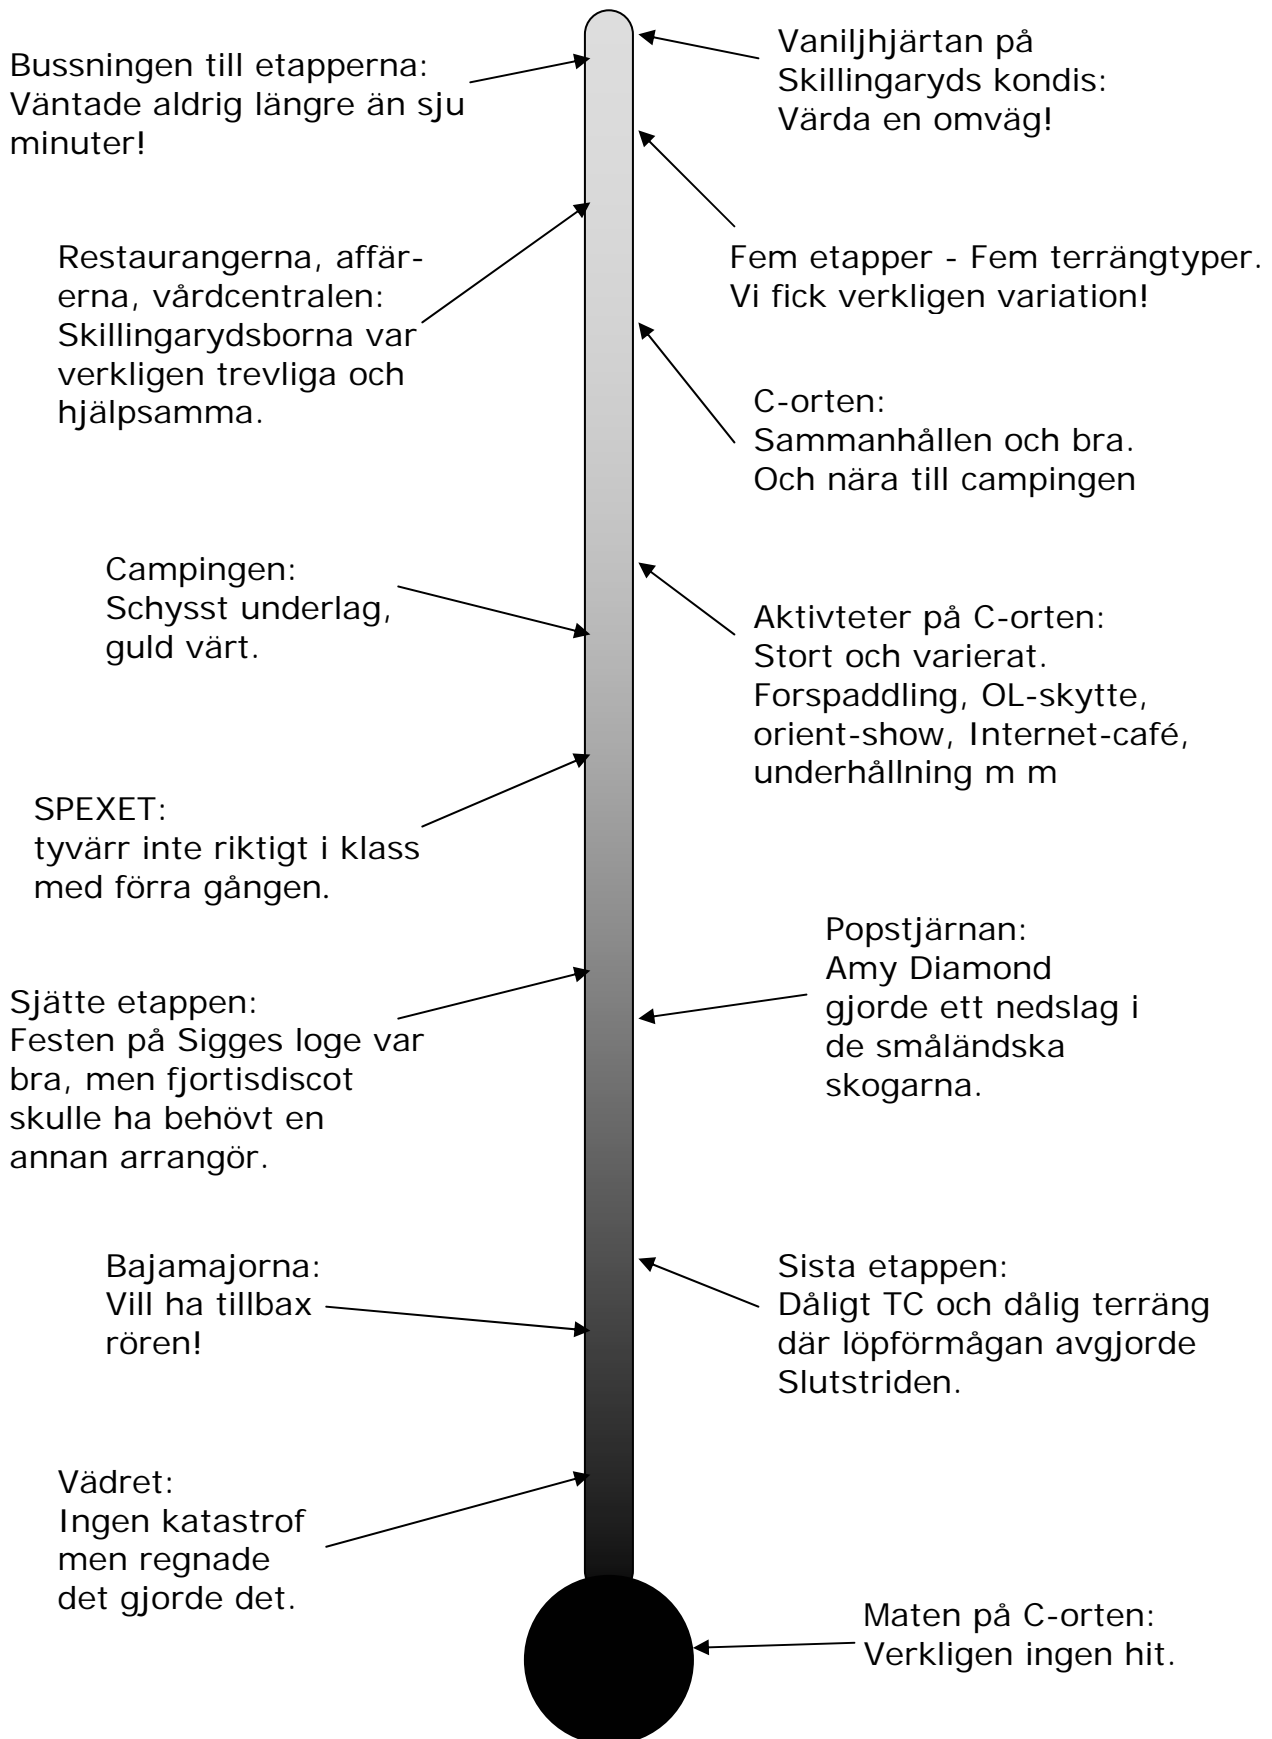 Bussningen till etapperna:
Väntade aldrig längre än sju
minuter!
Vaniljhjärtan på
Skillingaryds kondis:
Värda en omväg!
Restaurangerna, affär-
erna, vårdcentralen:
Skillingarydsborna var
verkligen trevliga och
hjälpsamma.
Fem etapper - Fem terrängtyper.
Vi fick verkligen variation!
C-orten:
Sammanhållen och bra.
Och nära till campingen
Campingen:
Schysst underlag,
guld värt.
Aktivteter på C-orten:
Stort och varierat.
Forspaddling, OL-skytte,
orient-show, Internet-café,
underhållning m m
SPEXET:
tyvärr inte riktigt i klass
med förra gången.
Popstjärnan:
Amy Diamond
gjorde ett nedslag i
de småländska
skogarna.
Sjätte etappen:
Festen på Sigges loge var
bra, men fjortisdiscot
skulle ha behövt en
annan arrangör.
Bajamajorna:
Vill ha tillbax
rören!
Sista etappen:
Dåligt TC och dålig terräng
där löpförmågan avgjorde
Slutstriden.
Vädret:
Ingen katastrof
men regnade
det gjorde det.
Maten på C-orten:
Verkligen ingen hit.